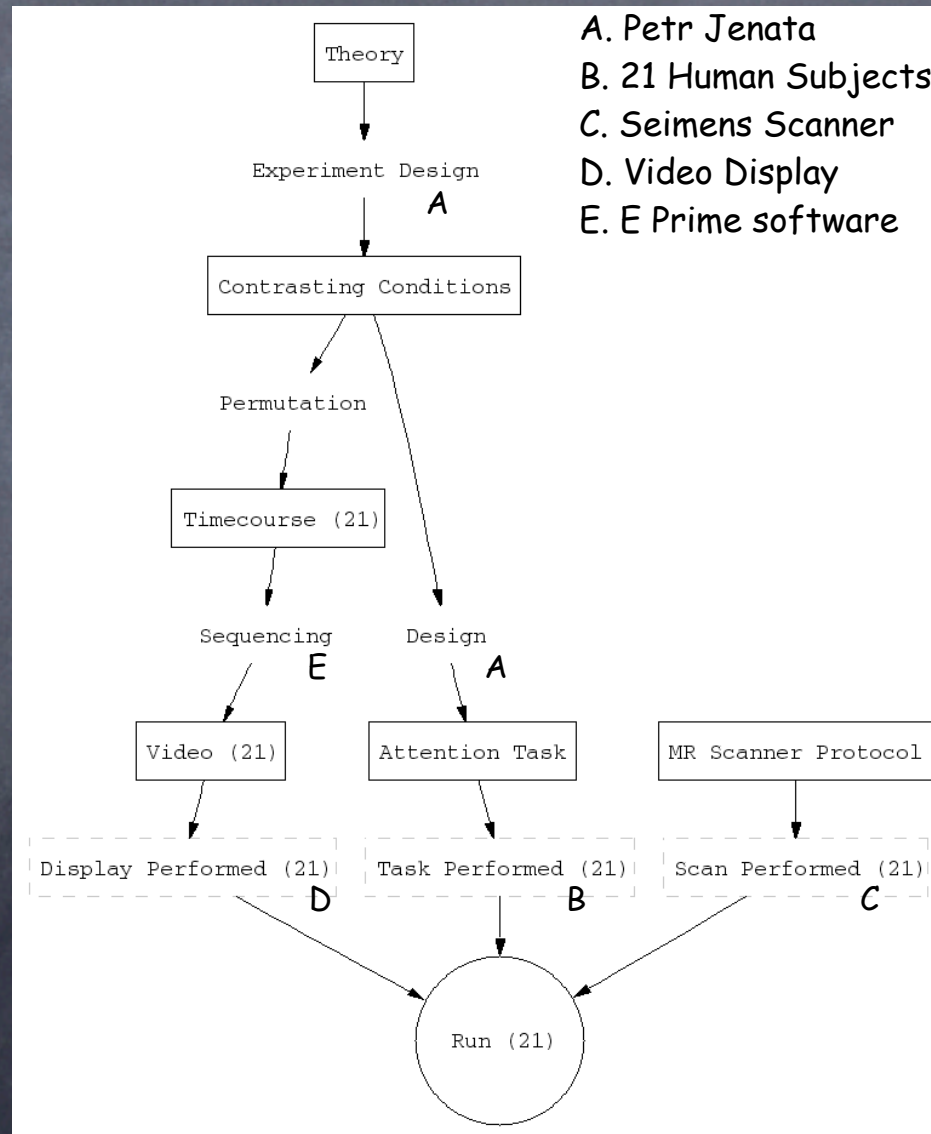 Theory
A. Petr Jenata
B. 21 Human Subjects
C. Seimens Scanner
D. Video Display
E. E Prime software
Experiment Design
A
Contrasting Conditions
Permutation
Timecourse (21)
Sequencing
E
Design
A
Video (21)
Attention Task
MR Scanner Protocol
Display Performed (21)
D
Task Performed (21)
B
Scan Performed (21)
C
Run (21)